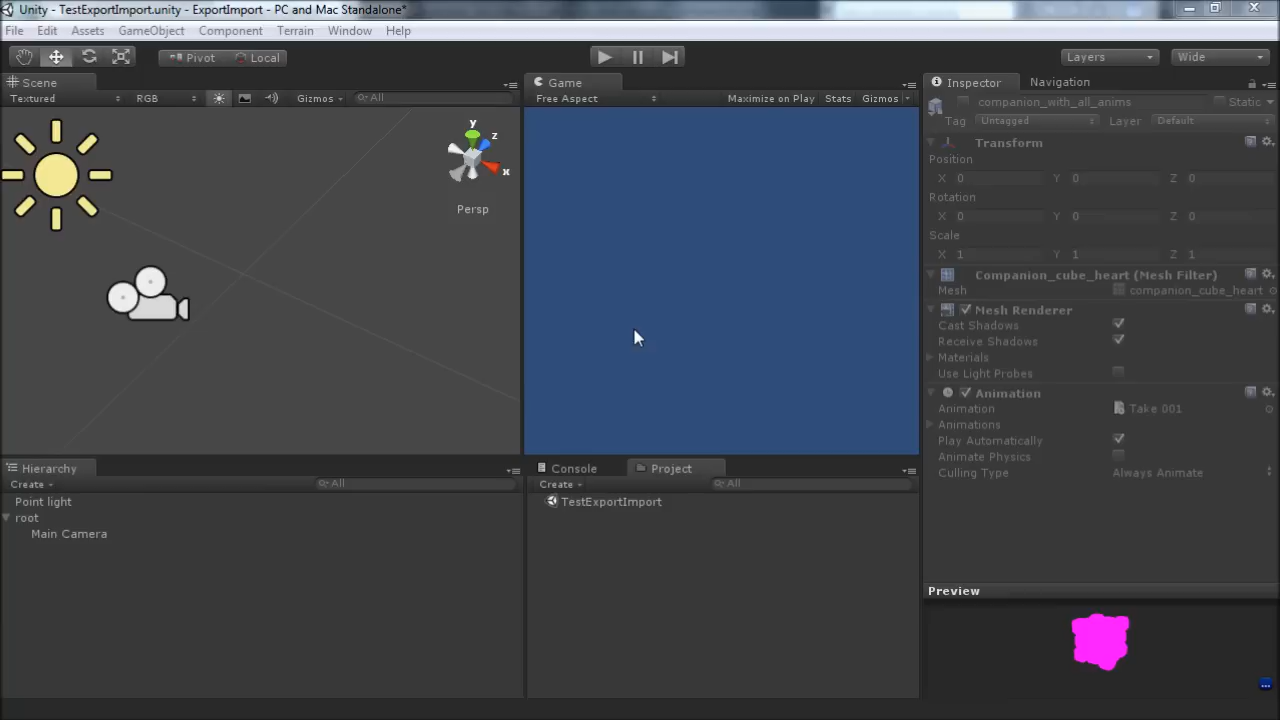 Unity - TestExportImport.unity - ExportImport - PC and Mac Standalone*
File Edit Assets GameObject Component Terrain Window Help
Pivot Local Layers Wide
Scene Game Inspector Navigation
Textured RGB Gizmos All Free Aspect Maximize on Play Stats Gizmos
companion_with_all_anims Static
Tag Untagged Layer Default
Transform
Position
X 0 Y 0 Z 0
Rotation
X 0 Y 0 Z 0
Scale
X 1 Y 1 Z 1
y
z
x
Persp
Companion_cube_heart (Mesh Filter)
Mesh companion_cube_heart
Mesh Renderer
Cast Shadows
Receive Shadows
Materials
Use Light Probes
Animation
Animation Take 001
Animations
Play Automatically
Animate Physics
Culling Type Always Animate
Hierarchy Console Project
Create All Create All
Point light TestExportImport
root
Main Camera
Preview